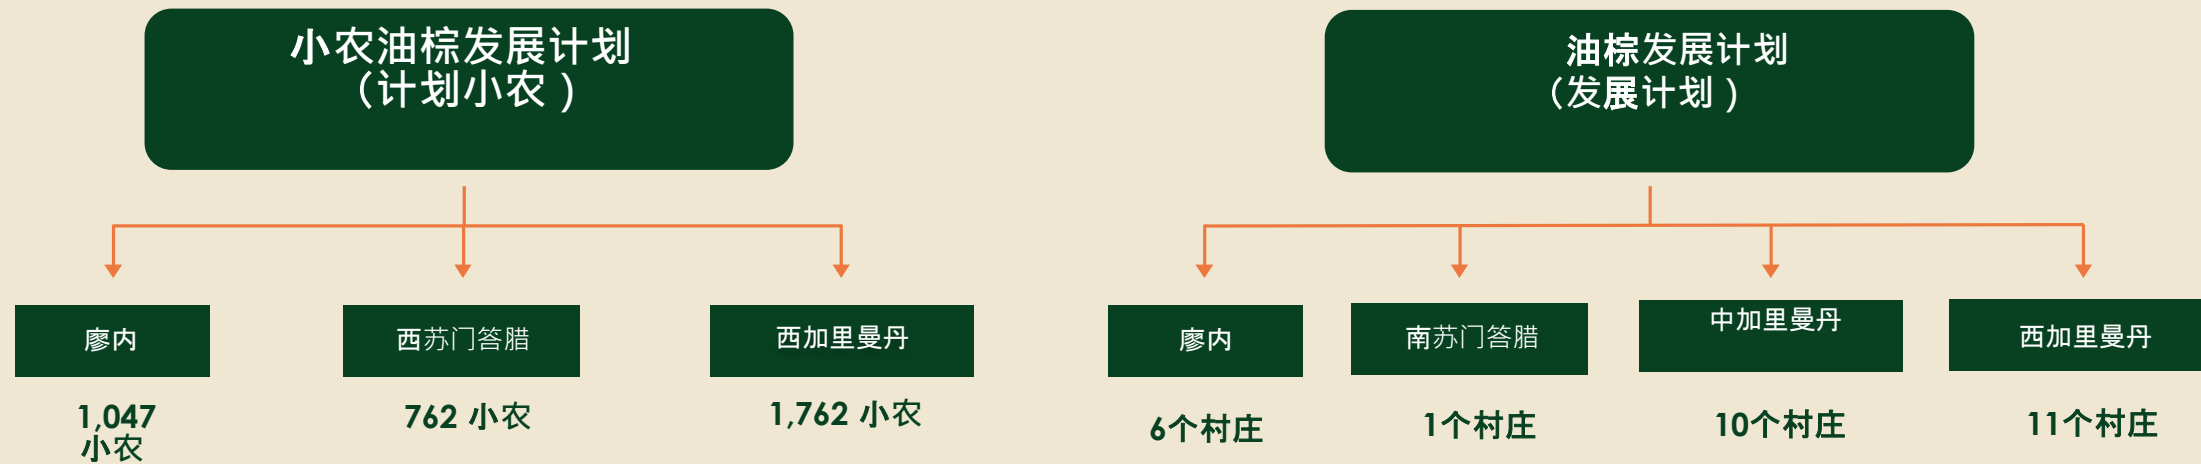 小农油棕发展计划
（计划小农）
油棕发展计划
（发展计划）
廖内
西苏门答腊
西加里曼丹
廖内
南苏门答腊
中加里曼丹
西加里曼丹
1,047
小农
762 小农
1,762 小农
6个村庄
1个村庄
10个村庄
11个村庄